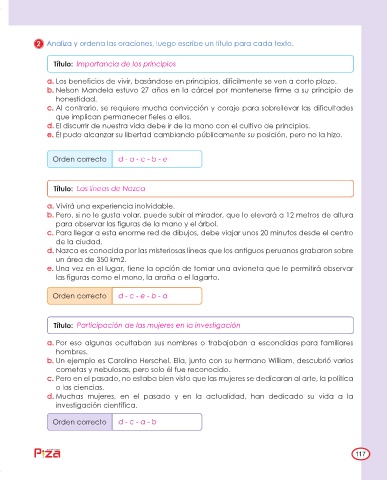 2 Analiza y ordena las oraciones, luego escribe un título para cada texto.
Título: Importancia de los principios
a. Los beneficios de vivir, basándose en principios, difícilmente se ven a corto plazo.
b. Nelson Mandela estuvo 27 años en la cárcel por mantenerse firme a su principio de
honestidad.
c. Al contrario, se requiere mucha convicción y coraje para sobrellevar las dificultades
que implican permanecer fieles a ellos.
d. El discurrir de nuestra vida debe ir de la mano con el cultivo de principios.
e. Él pudo alcanzar su libertad cambiando públicamente su posición, pero no la hizo.
Orden correcto d - a - c - b - e
Título: Las líneas de Nazca
a. Vivirá una experiencia inolvidable.
b. Pero, si no le gusta volar, puede subir al mirador, que lo elevará a 12 metros de altura
para observar las figuras de la mano y el árbol.
c. Para llegar a esta enorme red de dibujos, debe viajar unos 20 minutos desde el centro
de la ciudad.
d. Nazca es conocida por las misteriosas líneas que los antiguos peruanos grabaron sobre
un área de 350 km2.
e. Una vez en el lugar, tiene la opción de tomar una avioneta que le permitirá observar
las figuras como el mono, la araña o el lagarto.
Orden correcto d - c - e - b - a
Título: Participación de las mujeres en la investigación
a. Por eso algunas ocultaban sus nombres o trabajaban a escondidas para familiares
hombres.
b. Un ejemplo es Carolina Herschel. Ella, junto con su hermano William, descubrió varios
cometas y nebulosas, pero solo él fue reconocido.
c. Pero en el pasado, no estaba bien visto que las mujeres se dedicaran al arte, la política
o las ciencias.
d. Muchas mujeres, en el pasado y en la actualidad, han dedicado su vida a la
investigación científica.
Orden correcto d - c - a - b
Piza 117